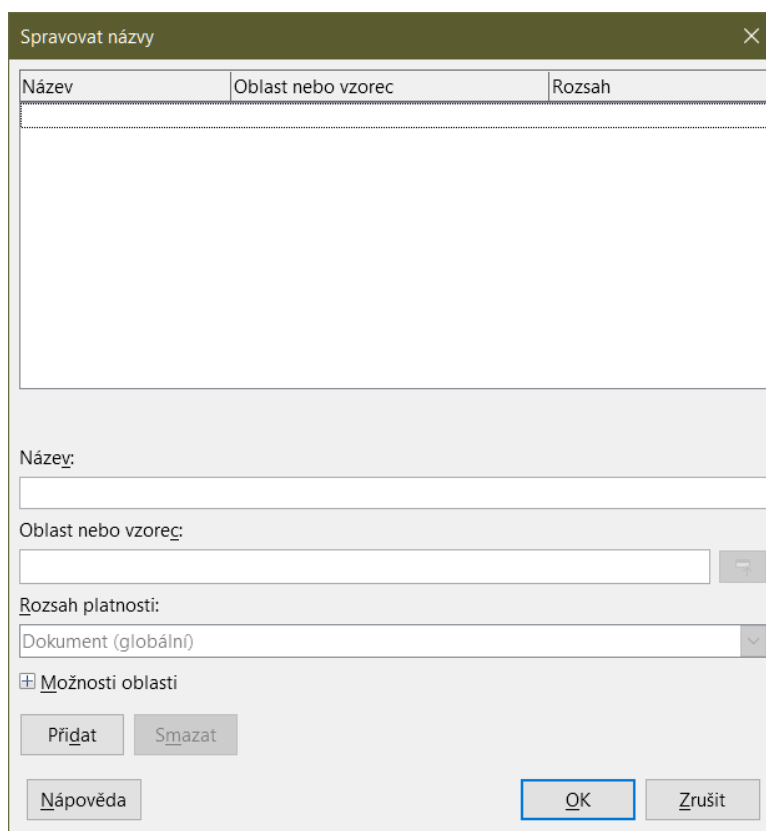 Spravovat názvy
Název Oblast nebo vzorec Rozsah
Název:
Oblast nebo vzorec:
Rozsah platnosti:
Dokument (globální)
Možnosti oblasti
Přidat Smazat
Nápověda OK Zrušit